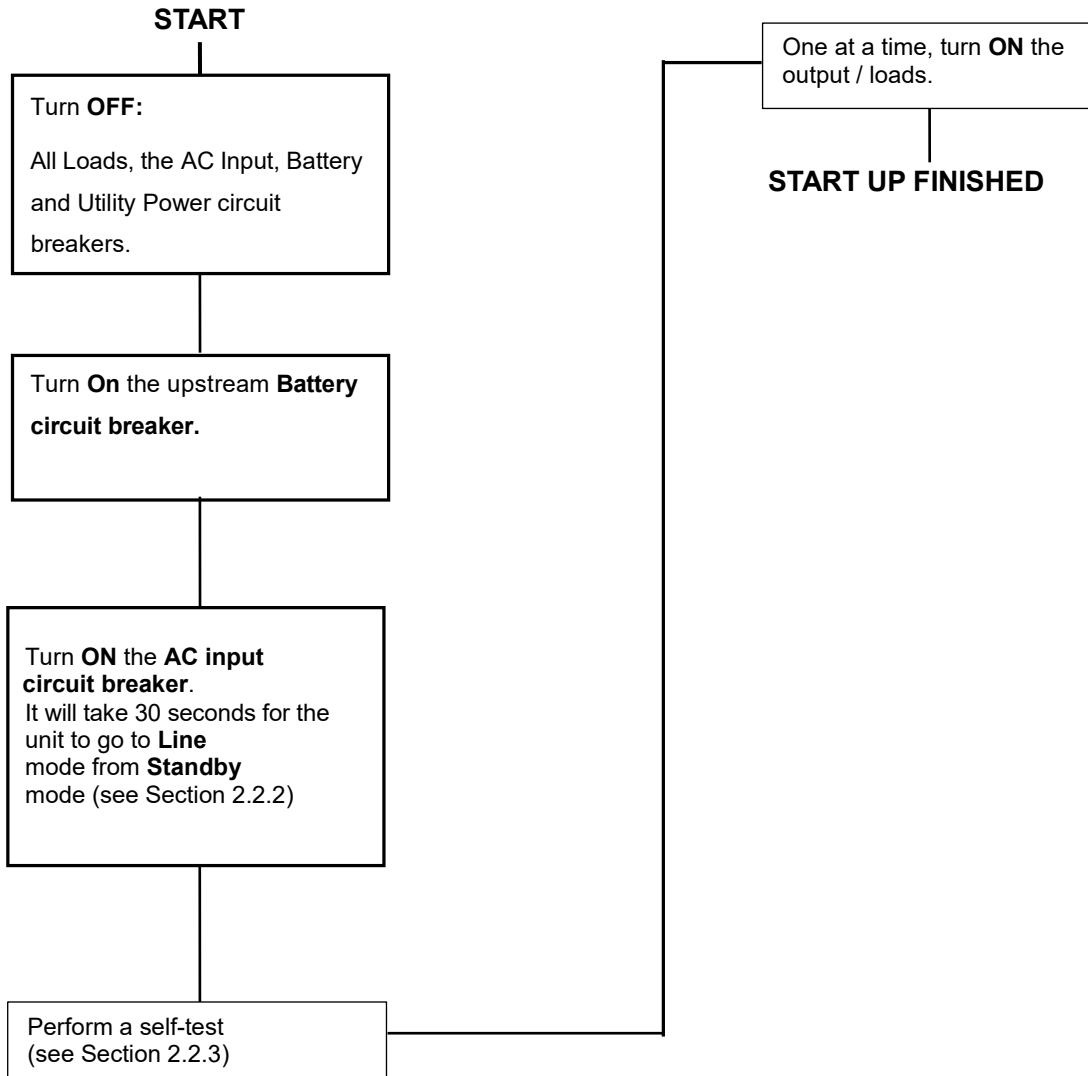 START
Turn OFF:
All Loads, the AC Input, Battery
and Utility Power circuit
breakers.
Turn On the upstream Battery
circuit breaker.
Turn ON the AC input
circuit breaker.
It will take 30 seconds for the
unit to go to Line
mode from Standby
mode (see Section 2.2.2)
Perform a self-test
(see Section 2.2.3)
One at a time, turn ON the
output / loads.
START UP FINISHED